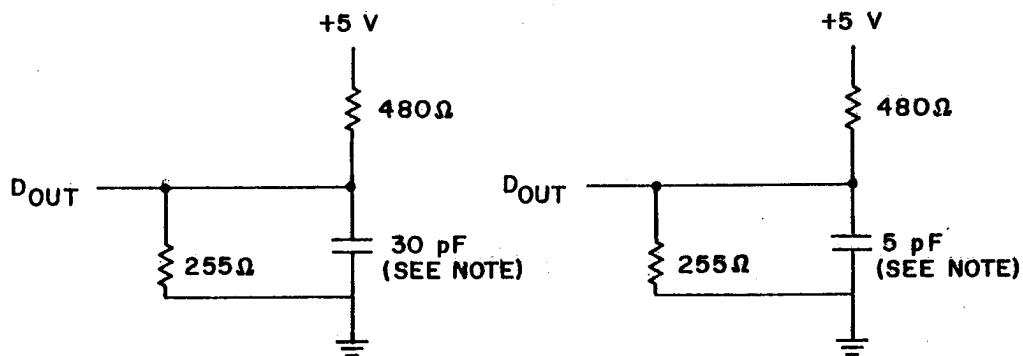 +5 V
480Ω
DOUT
255Ω
30 pF
(SEE NOTE)
+5 V
480Ω
DOUT
255Ω
5 pF
(SEE NOTE)